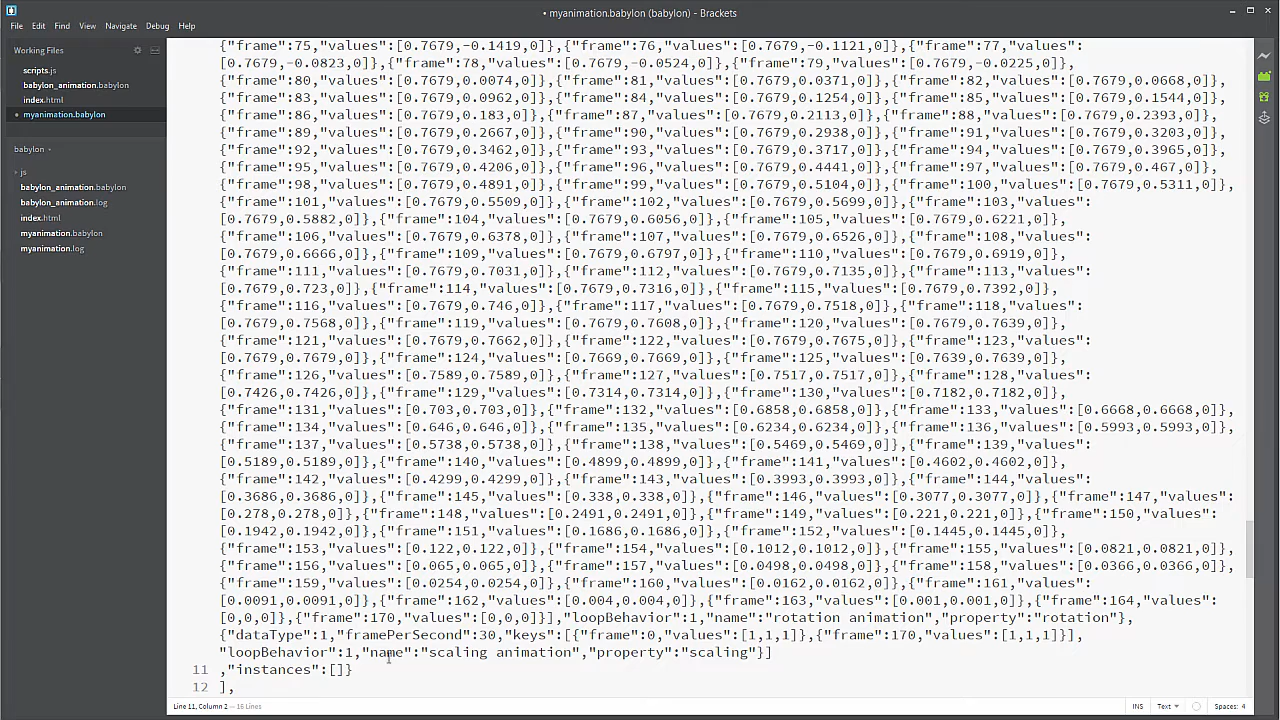 • myanimation.babylon (babylon) - Brackets
File Edit Find View Navigate Debug Help
Working Files
scripts.js
babylon_animation.babylon
index.html
myanimation.babylon
babylon
js
babylon_animation.babylon
babylon_animation.log
index.html
myanimation.babylon
myanimation.log
{"frame":75,"values":[0.7679,-0.1419,0]},{"frame":76,"values":[0.7679,-0.1121,0]},{"frame":77,"values":
[0.7679,-0.0823,0]},{"frame":78,"values":[0.7679,-0.0524,0]},{"frame":79,"values":[0.7679,-0.0225,0]},
{"frame":80,"values":[0.7679,0.0074,0]},{"frame":81,"values":[0.7679,0.0371,0]},{"frame":82,"values":[0.7679,0.0668,0]},
{"frame":83,"values":[0.7679,0.0962,0]},{"frame":84,"values":[0.7679,0.1254,0]},{"frame":85,"values":[0.7679,0.1544,0]},
{"frame":86,"values":[0.7679,0.183,0]},{"frame":87,"values":[0.7679,0.2113,0]},{"frame":88,"values":[0.7679,0.2393,0]},
{"frame":89,"values":[0.7679,0.2667,0]},{"frame":90,"values":[0.7679,0.2938,0]},{"frame":91,"values":[0.7679,0.3203,0]},
{"frame":92,"values":[0.7679,0.3462,0]},{"frame":93,"values":[0.7679,0.3717,0]},{"frame":94,"values":[0.7679,0.3965,0]},
{"frame":95,"values":[0.7679,0.4206,0]},{"frame":96,"values":[0.7679,0.4441,0]},{"frame":97,"values":[0.7679,0.467,0]},
{"frame":98,"values":[0.7679,0.4891,0]},{"frame":99,"values":[0.7679,0.5104,0]},{"frame":100,"values":[0.7679,0.5311,0]},
{"frame":101,"values":[0.7679,0.5509,0]},{"frame":102,"values":[0.7679,0.5699,0]},{"frame":103,"values":
[0.7679,0.5882,0]},{"frame":104,"values":[0.7679,0.6056,0]},{"frame":105,"values":[0.7679,0.6221,0]},
{"frame":106,"values":[0.7679,0.6378,0]},{"frame":107,"values":[0.7679,0.6526,0]},{"frame":108,"values":
[0.7679,0.6666,0]},{"frame":109,"values":[0.7679,0.6797,0]},{"frame":110,"values":[0.7679,0.6919,0]},
{"frame":111,"values":[0.7679,0.7031,0]},{"frame":112,"values":[0.7679,0.7135,0]},{"frame":113,"values":
[0.7679,0.723,0]},{"frame":114,"values":[0.7679,0.7316,0]},{"frame":115,"values":[0.7679,0.7392,0]},
{"frame":116,"values":[0.7679,0.746,0]},{"frame":117,"values":[0.7679,0.7518,0]},{"frame":118,"values":
[0.7679,0.7568,0]},{"frame":119,"values":[0.7679,0.7608,0]},{"frame":120,"values":[0.7679,0.7639,0]},
{"frame":121,"values":[0.7679,0.7662,0]},{"frame":122,"values":[0.7679,0.7675,0]},{"frame":123,"values":
[0.7679,0.7679,0]},{"frame":124,"values":[0.7669,0.7669,0]},{"frame":125,"values":[0.7639,0.7639,0]},
{"frame":126,"values":[0.7589,0.7589,0]},{"frame":127,"values":[0.7517,0.7517,0]},{"frame":128,"values":
[0.7426,0.7426,0]},{"frame":129,"values":[0.7314,0.7314,0]},{"frame":130,"values":[0.7182,0.7182,0]},
{"frame":131,"values":[0.703,0.703,0]},{"frame":132,"values":[0.6858,0.6858,0]},{"frame":133,"values":[0.6668,0.6668,0]},
{"frame":134,"values":[0.646,0.646,0]},{"frame":135,"values":[0.6234,0.6234,0]},{"frame":136,"values":[0.5993,0.5993,0]},
{"frame":137,"values":[0.5738,0.5738,0]},{"frame":138,"values":[0.5469,0.5469,0]},{"frame":139,"values":
[0.5189,0.5189,0]},{"frame":140,"values":[0.4899,0.4899,0]},{"frame":141,"values":[0.4602,0.4602,0]},
{"frame":142,"values":[0.4299,0.4299,0]},{"frame":143,"values":[0.3993,0.3993,0]},{"frame":144,"values":
[0.3686,0.3686,0]},{"frame":145,"values":[0.338,0.338,0]},{"frame":146,"values":[0.3077,0.3077,0]},{"frame":147,"values":
[0.278,0.278,0]},{"frame":148,"values":[0.2491,0.2491,0]},{"frame":149,"values":[0.221,0.221,0]},{"frame":150,"values":
[0.1942,0.1942,0]},{"frame":151,"values":[0.1686,0.1686,0]},{"frame":152,"values":[0.1445,0.1445,0]},
{"frame":153,"values":[0.122,0.122,0]},{"frame":154,"values":[0.1012,0.1012,0]},{"frame":155,"values":[0.0821,0.0821,0]},
{"frame":156,"values":[0.065,0.065,0]},{"frame":157,"values":[0.0498,0.0498,0]},{"frame":158,"values":[0.0366,0.0366,0]},
{"frame":159,"values":[0.0254,0.0254,0]},{"frame":160,"values":[0.0162,0.0162,0]},{"frame":161,"values":
[0.0091,0.0091,0]},{"frame":162,"values":[0.004,0.004,0]},{"frame":163,"values":[0.001,0.001,0]},{"frame":164,"values":
[0,0,0]},{"frame":170,"values":[0,0,0]}],"loopBehavior":1,"name":"rotation animation","property":"rotation"},
{"dataType":1,"framePerSecond":30,"keys":[{"frame":0,"values":[1,1,1]},{"frame":170,"values":[1,1,1]}],
"loopBehavior":1,"name":"scaling animation","property":"scaling"}]
11 ,"instances":[]}
12 ],
Line 11, Column 2 — 16 Lines
INS Text Spaces: 4